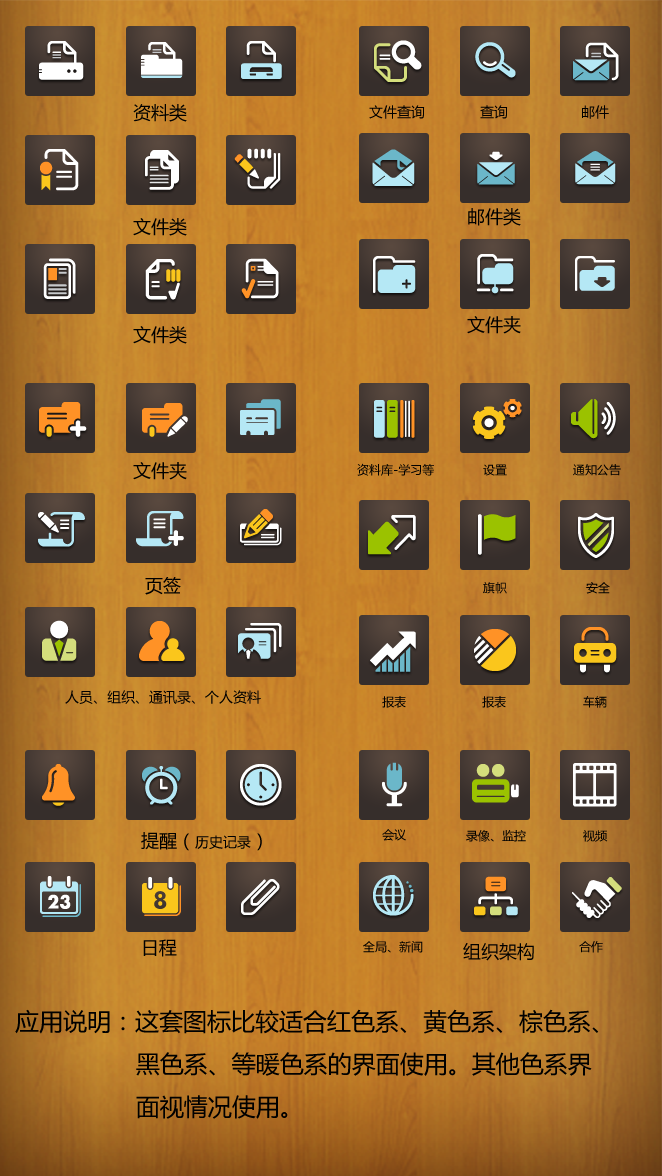 资料类
文件查询
查询
邮件
文件类
邮件类
文件类
文件夹
文件夹
资料库-学习等
设置
通知公告
页签
旗帜
安全
人员、组织、通讯录、个人资料
报表
报表
车辆
提醒（历史记录）
会议
录像、监控
视频
23
8
日程
全局、新闻
组织架构
合作
应用说明：这套图标比较适合红色系、黄色系、棕色系、
黑色系、等暖色系的界面使用。其他色系界
面视情况使用。